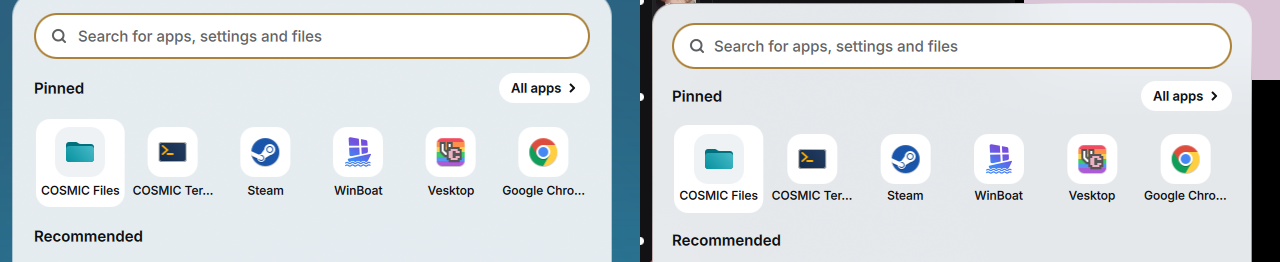 Search for apps, settings and files
Pinned
All apps
COSMIC Files
COSMIC Ter...
Steam
WinBoat
Vesktop
Google Chro...
Recommended
Search for apps, settings and files
Pinned
All apps
COSMIC Files
COSMIC Ter...
Steam
WinBoat
Vesktop
Google Chro...
Recommended